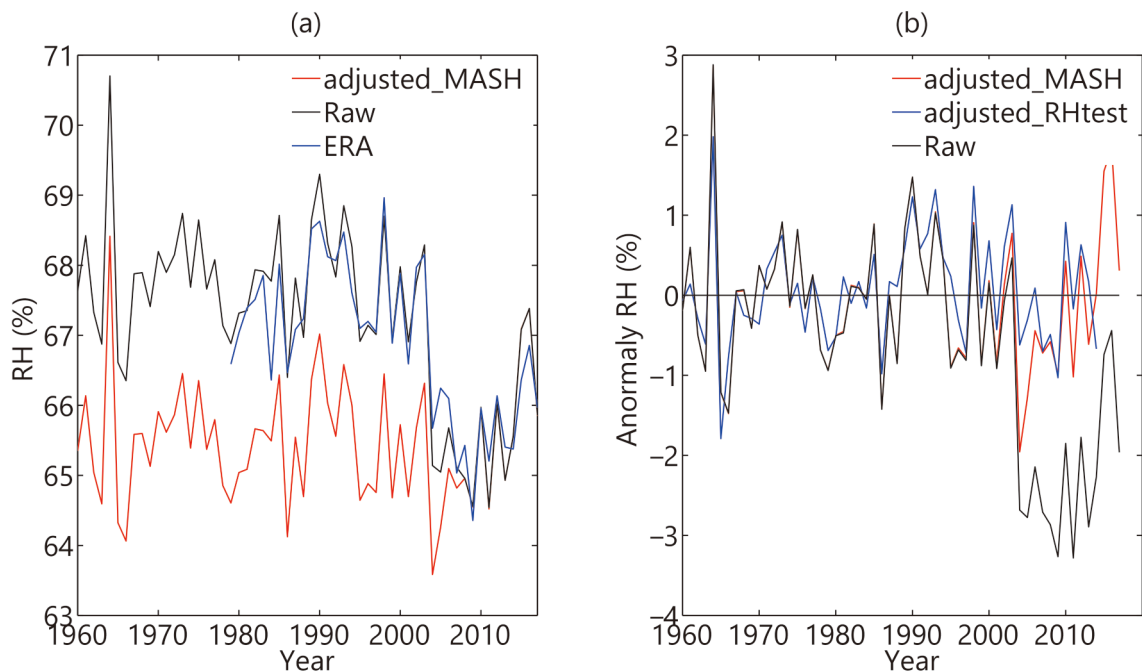 (a)
71
70
69
68
67
66
65
64
63
RH (%)
adjusted_MASH
Raw
ERA
1960
1970
1980
1990
2000
2010
Year
(b)
3
2
1
0
−1
−2
−3
−4
Anomaly RH (%)
adjusted_MASH
adjusted_RHtest
Raw
1960
1970
1980
1990
2000
2010
Year